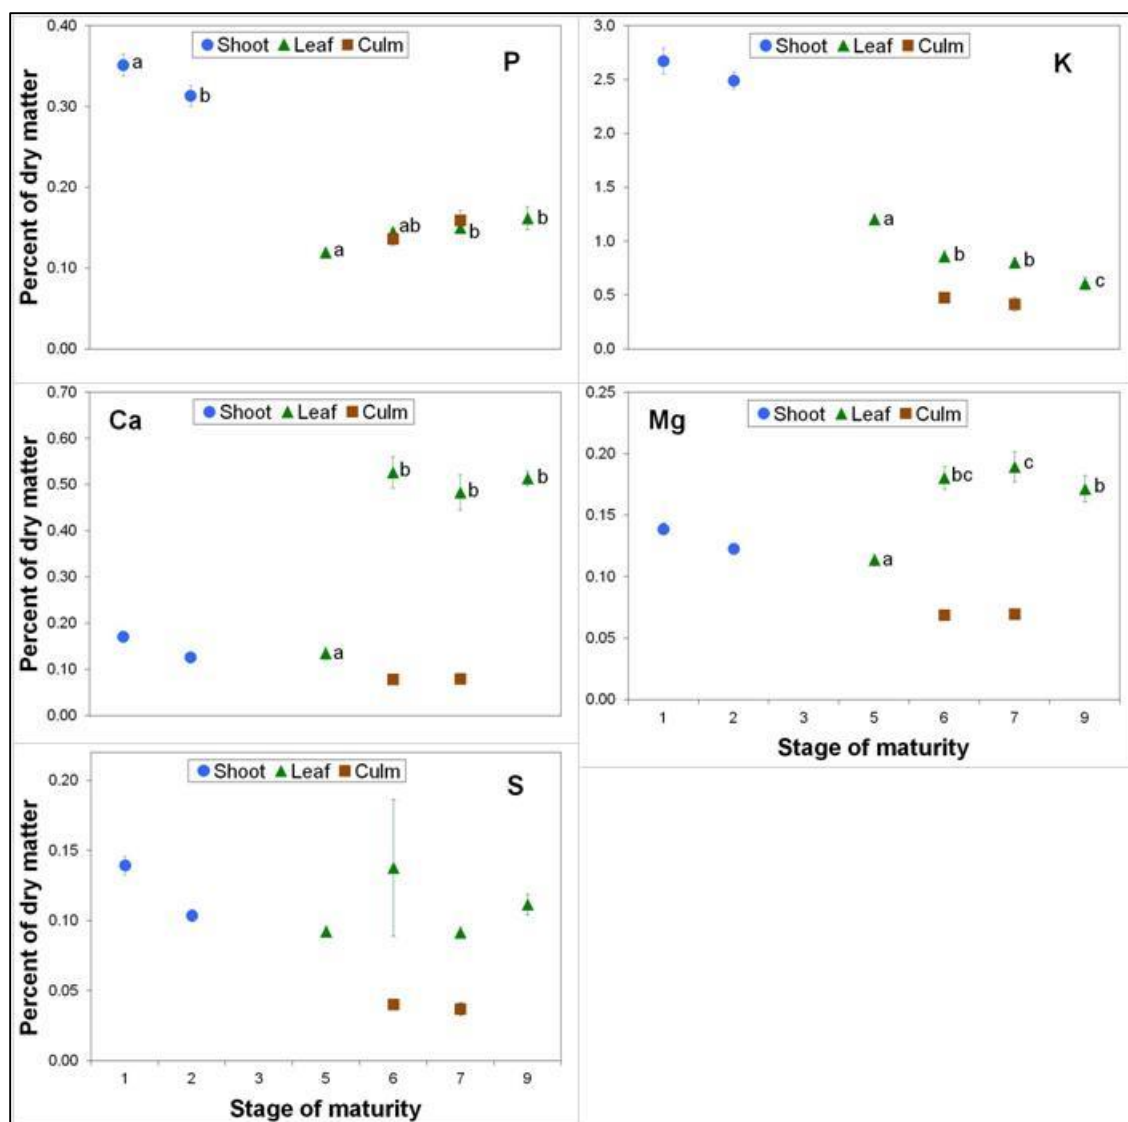 Percent of dry matter
0.40
0.30
0.20
0.10
0.00
Shoot Leaf Culm
P
a
b
a
ab
b
b
3.0
2.5
2.0
1.5
1.0
0.5
0.0
Shoot Leaf Culm
K
a
b
b
c
Percent of dry matter
0.70
0.60
0.50
0.40
0.30
0.20
0.10
0.00
Ca
Shoot Leaf Culm
a
b
b
b
0.25
0.20
0.15
0.10
0.05
0.00
Mg
Shoot Leaf Culm
a
bc
c
b
1 2 3 5 6 7 9
Stage of maturity
Percent of dry matter
0.20
0.15
0.10
0.05
0.00
Shoot Leaf Culm
S
1 2 3 5 6 7 9
Stage of maturity